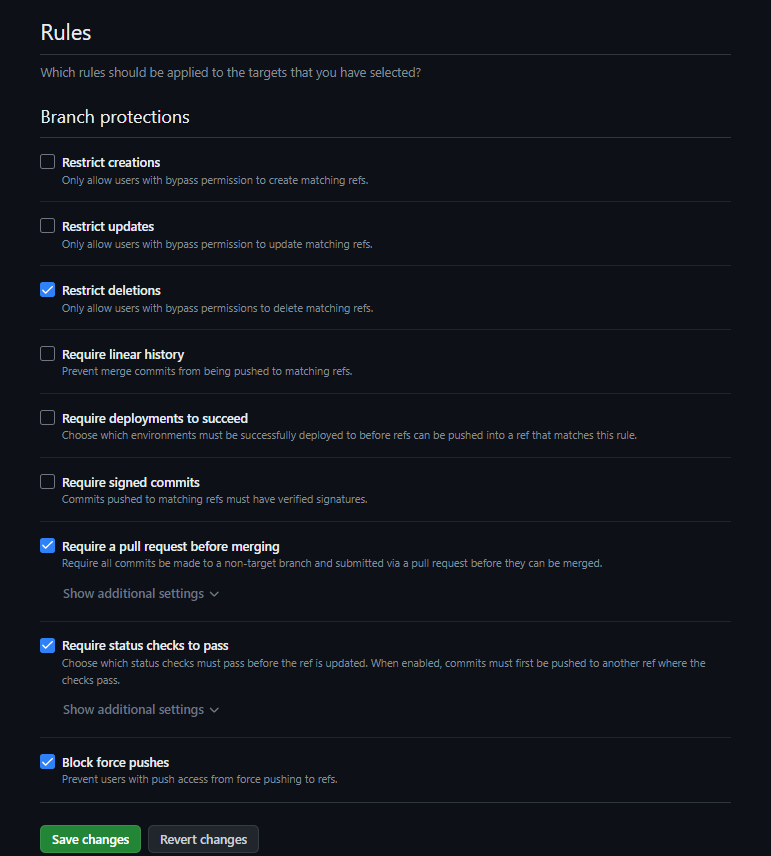 Rules
Which rules should be applied to the targets that you have selected?
Branch protections
Restrict creations
Only allow users with bypass permission to create matching refs.
Restrict updates
Only allow users with bypass permission to update matching refs.
Restrict deletions
Only allow users with bypass permissions to delete matching refs.
Require linear history
Prevent merge commits from being pushed to matching refs.
Require deployments to succeed
Choose which environments must be successfully deployed to before refs can be pushed into a ref that matches this rule.
Require signed commits
Commits pushed to matching refs must have verified signatures.
Require a pull request before merging
Require all commits be made to a non-target branch and submitted via a pull request before they can be merged.
Show additional settings
Require status checks to pass
Choose which status checks must pass before the ref is updated. When enabled, commits must first be pushed to another ref where the
checks pass.
Show additional settings
Block force pushes
Prevent users with push access from force pushing to refs.
Save changes
Revert changes